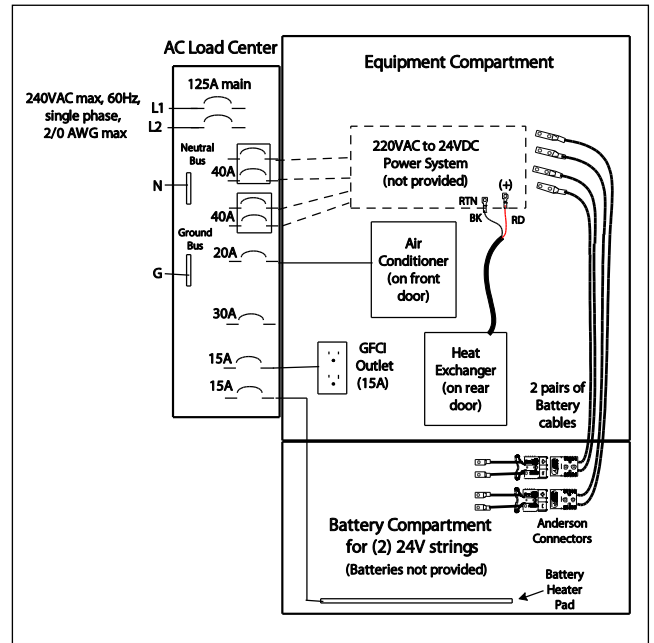 AC Load Center
Equipment Compartment
125A main
240VAC max, 60Hz,
single phase,
2/0 AWG max
L1
L2
Neutral
Bus
40A
N
40A
Ground
Bus
20A
G
30A
15A
15A
220VAC to 24VDC
Power System
(not provided)
RTN
(+)
BK
RD
Air
Conditioner
(on front
door)
GFCI
Outlet
(15A)
Heat
Exchanger
(on rear
door)
2 pairs of
Battery
cables
Anderson
Connectors
Battery Compartment
for (2) 24V strings
(Batteries not provided)
Battery
Heater
Pad